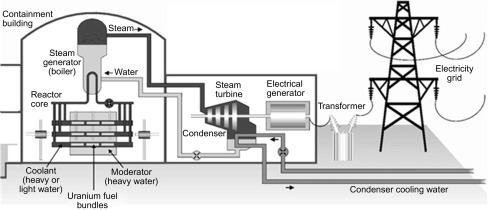 Containment
building
Steam
Steam
generator
(boiler)
Water
Reactor
core
Steam
turbine
Electrical
generator
Transformer
Electricity
grid
Condenser
Coolant
(heavy or
light water)
Moderator
(heavy water)
Uranium fuel
bundles
Condenser cooling water